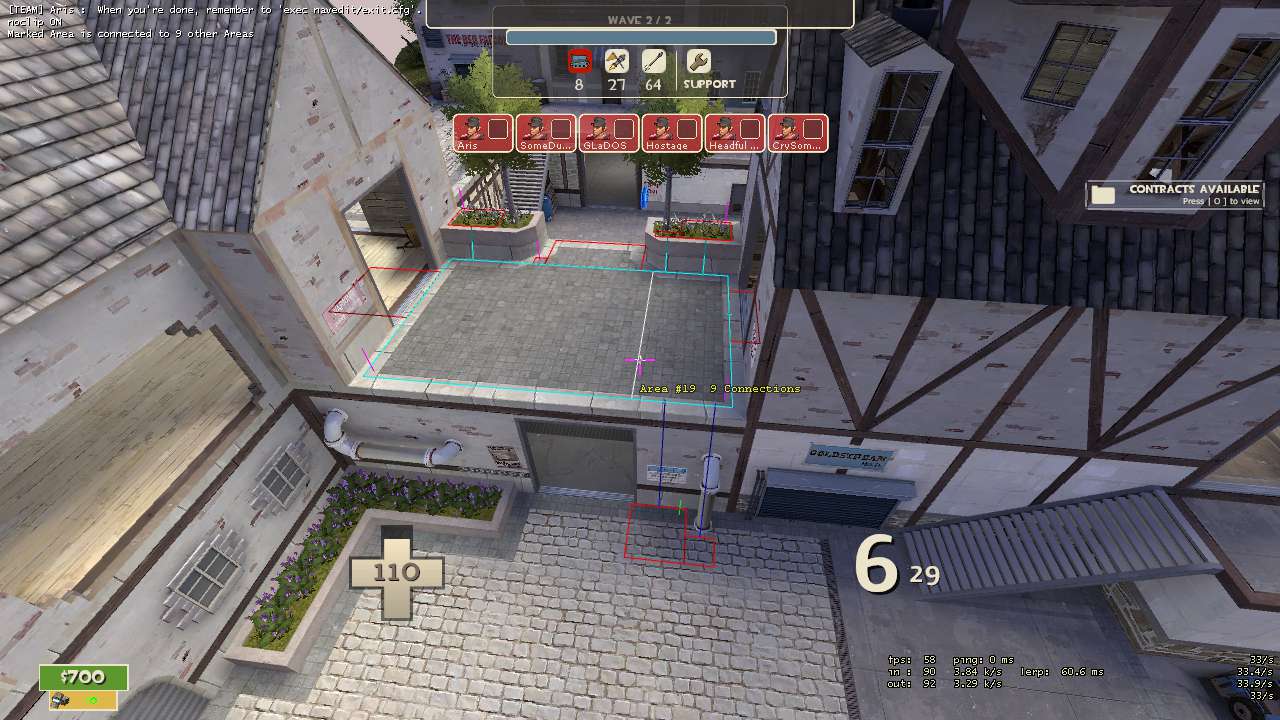 [TEAM] Aris : When you're done, remember to 'exec navedit/exit.cfg'.
noclip ON
Marked Area is connected to 9 other Areas
WAVE 2 / 2
8 27 64 SUPPORT
Aris SomeDu... GLaDOS Hostage Headful ... CrySom...
CONTRACTS AVAILABLE
Press [ O ] to view
Area #19 9 Connections
GOLDSTREAM
110
6 29
$700
fps: 58 ping: 0 ms
in : 90 3.84 k/s lerp: 60.6 ms
out: 92 3.29 k/s
33/s
33.4/s
33.9/s
33/s